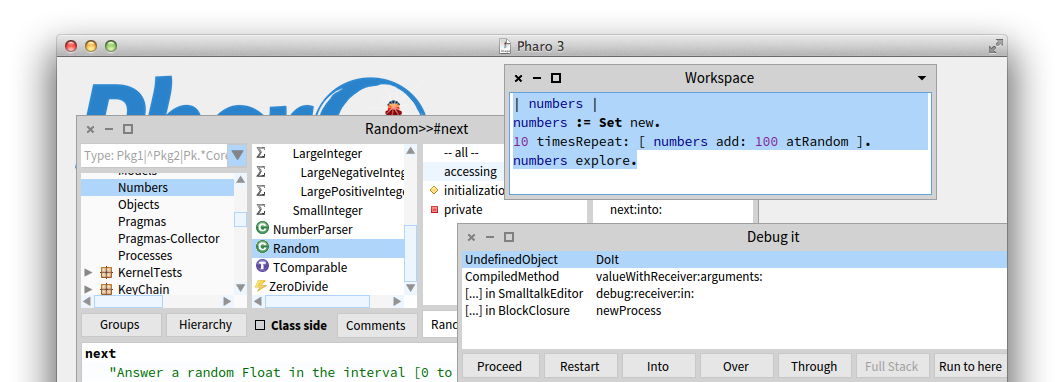 Pharo 3
Pharo
Workspace
| numbers |
numbers := Set new.
10 timesRepeat: [ numbers add: 100 atRandom ].
numbers explore.
Random>>#next
Type: Pkg1|^Pkg2|Pk.*Core
Models
Numbers
Objects
Pragmas
Pragmas-Collector
Processes
KernelTests
KeyChain
LargeInteger
LargeNegativeInteg
LargePositiveIntege
SmallInteger
NumberParser
Random
TComparable
ZeroDivide
-- all --
accessing
initializatio
private
next:into:
Groups
Hierarchy
Class side
Comments
Rand
next
"Answer a random Float in the interval [0 to
Debug it
UndefinedObject DoIt
CompiledMethod valueWithReceiver:arguments:
[...] in SmalltalkEditor debug:receiver:in:
[...] in BlockClosure newProcess
Proceed
Restart
Into
Over
Through
Full Stack
Run to here